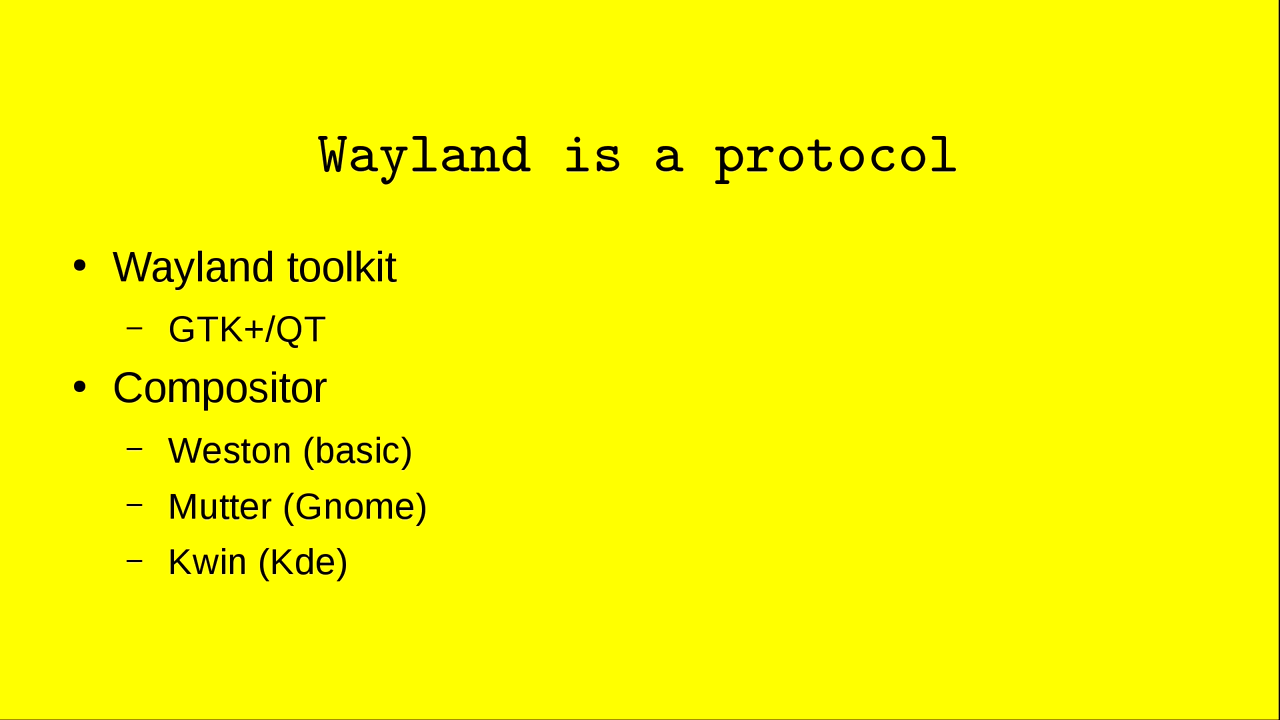 Wayland is a protocol
● Wayland toolkit
– GTK+/QT
● Compositor
– Weston (basic)
– Mutter (Gnome)
– Kwin (Kde)